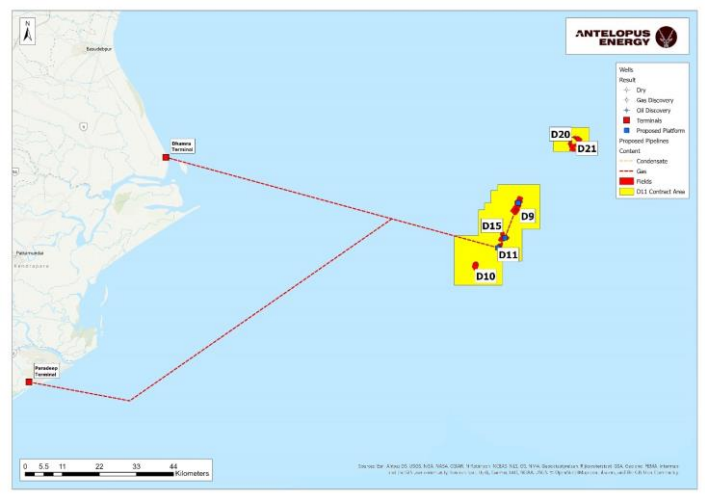 N
ANTELOPUS
ENERGY
Basudebpur
Wells
Result
Dry
Gas Discovery
Oil Discovery
Terminals
Proposed Platform
Proposed Pipelines
Content
Condensate
Gas
Fields
D11 Contract Area
Dhamra
Terminal
D20
D21
D9
D15
D11
D10
Paradeep
Terminal
0 5.5 11 22 33 44
Kilometers